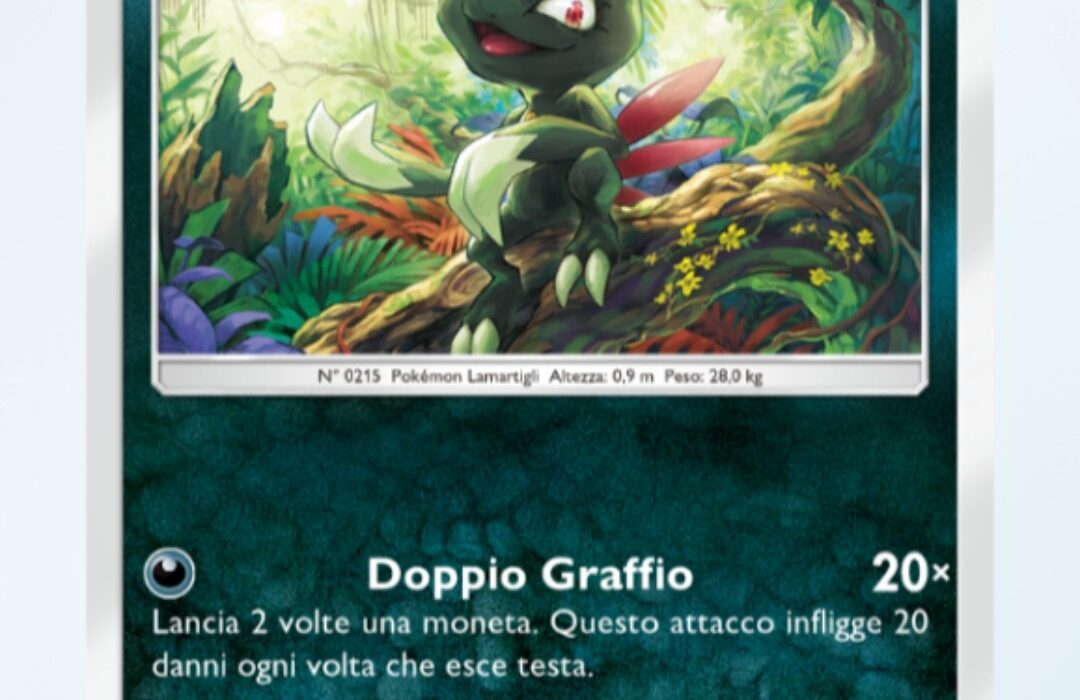 N° 0215 Pokémon Lamartigli Altezza: 0,9 m Peso: 28,0 kg
Doppio Graffio 20×
Lancia 2 volte una moneta. Questo attacco infligge 20
danni ogni volta che esce testa.